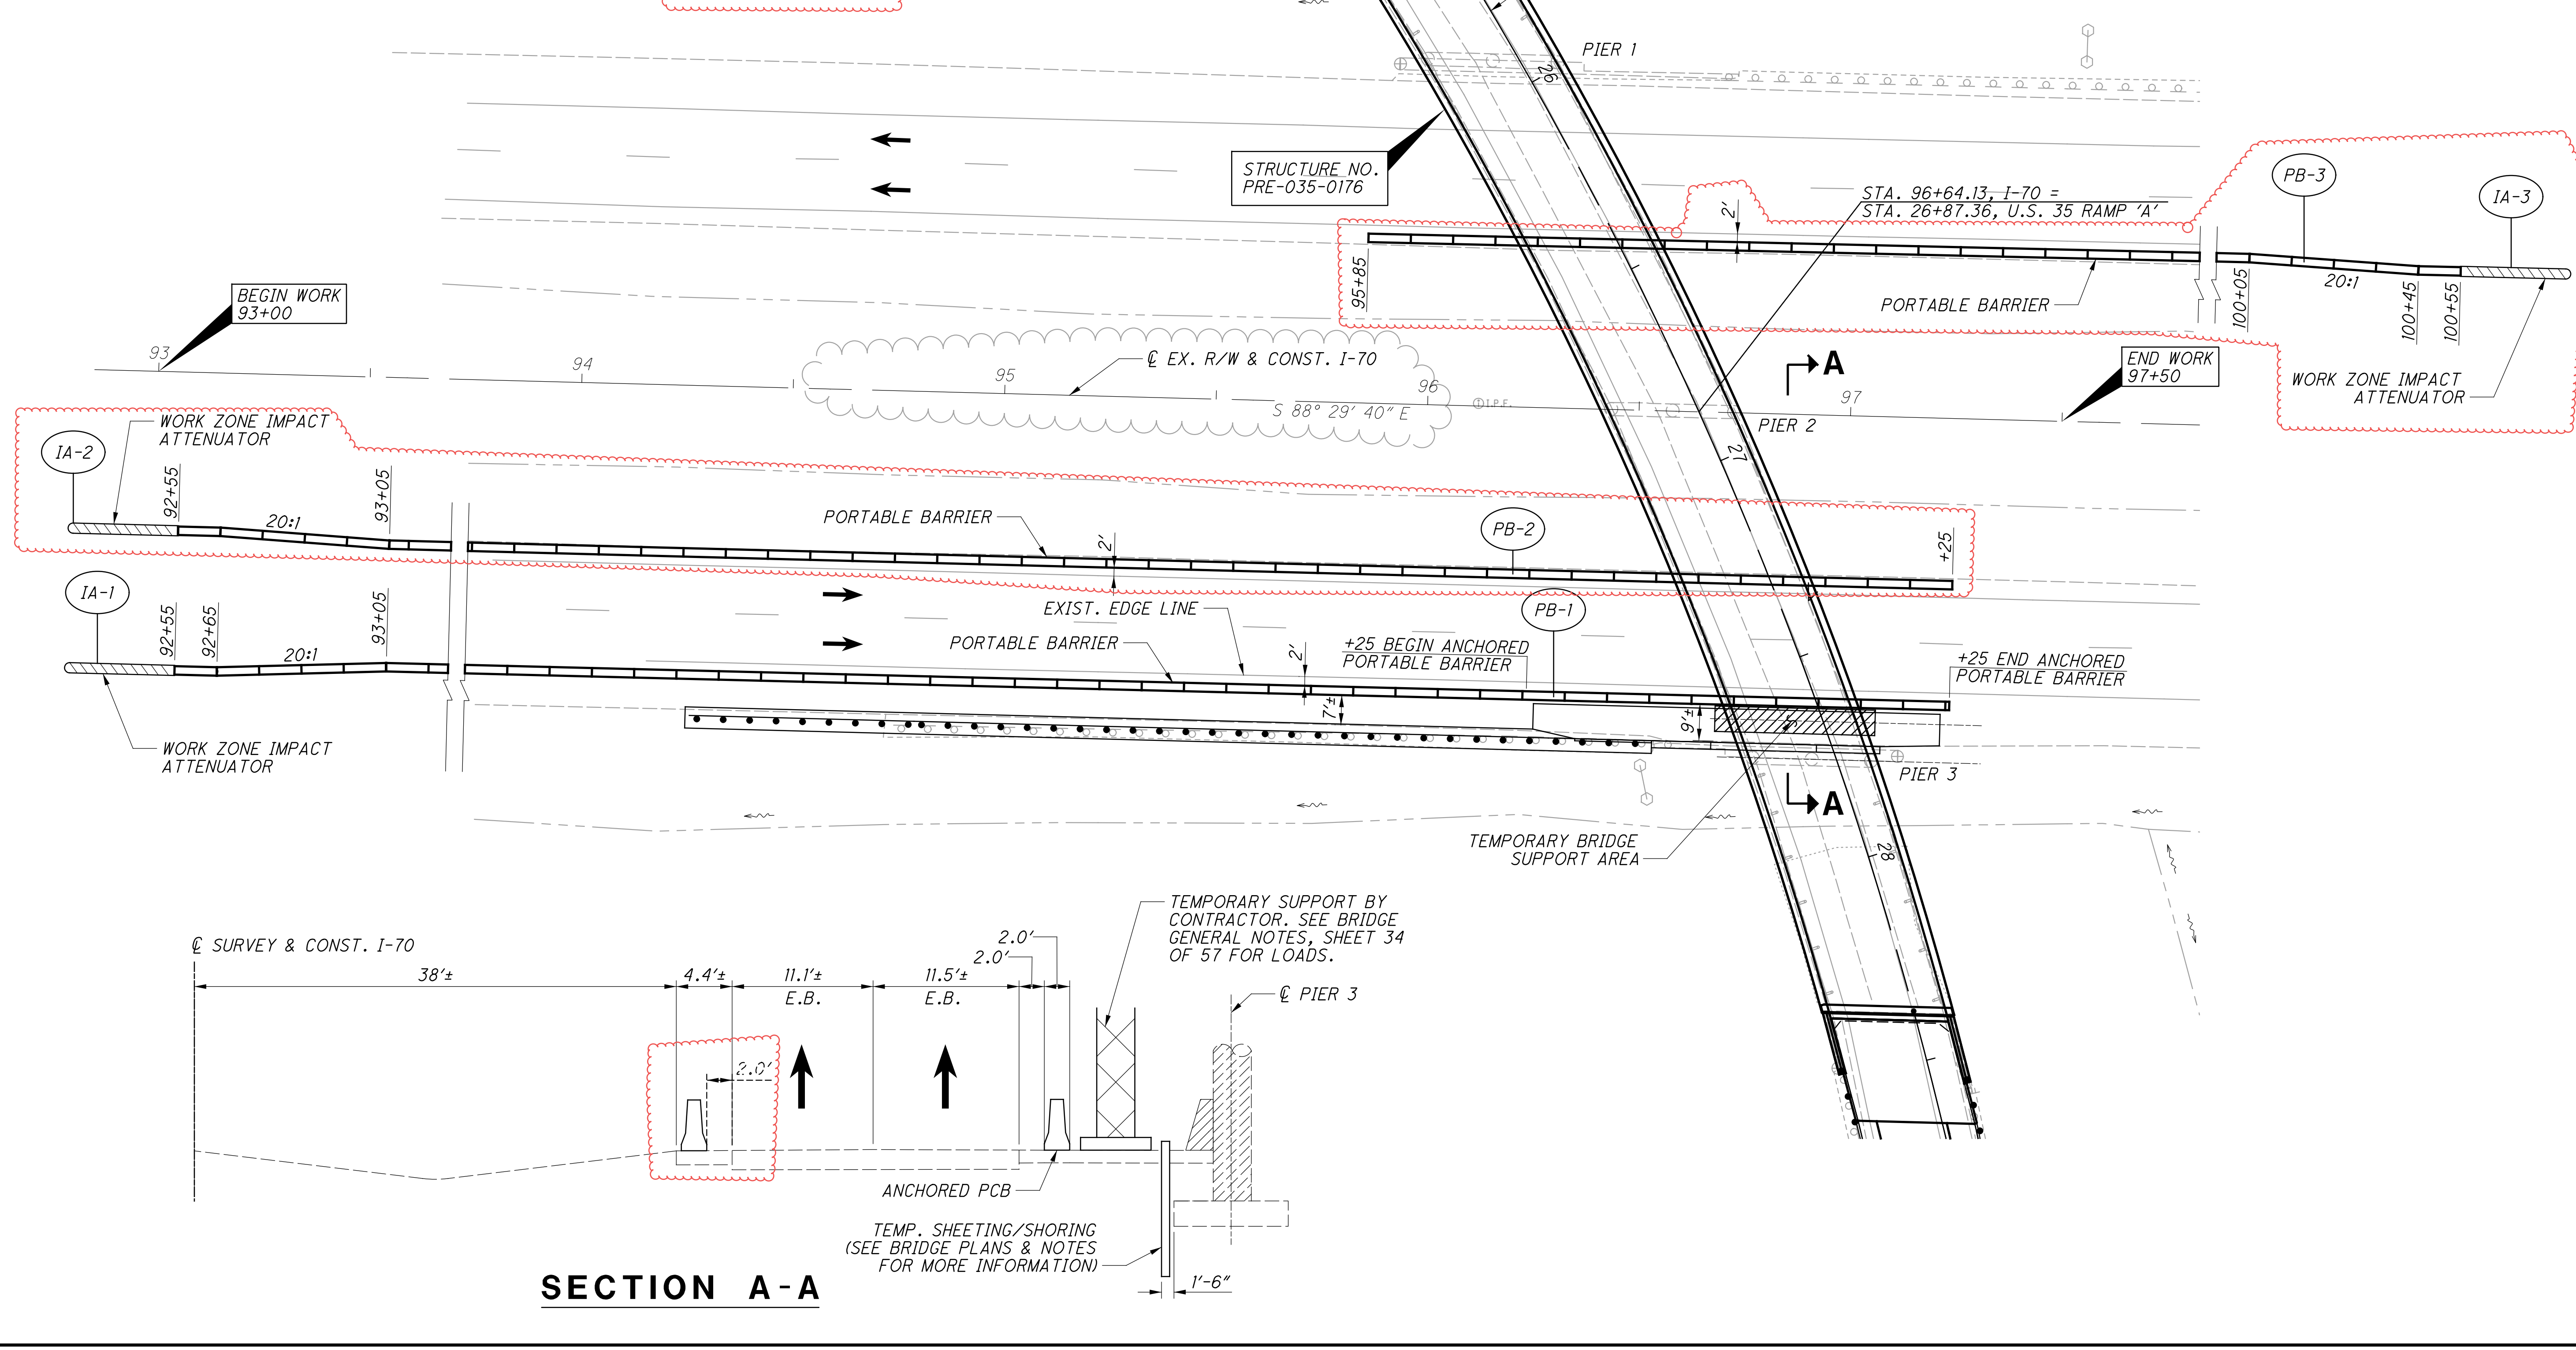 PIER 1
26
STRUCTURE NO.
PRE-035-0176
STA. 96+64.13, I-70 =
STA. 26+87.36, U.S. 35 RAMP 'A'
2'
PB-3
IA-3
95+85
PORTABLE BARRIER
100+05
20:1
100+45
100+55
WORK ZONE IMPACT
ATTENUATOR
BEGIN WORK
93+00
93
94
95
96
97
℄ EX. R/W & CONST. I-70
S 88° 29' 40" E
I.P.F.
A
PIER 2
END WORK
97+50
27
WORK ZONE IMPACT
ATTENUATOR
IA-2
92+55
20:1
93+05
PORTABLE BARRIER
2'
PB-2
+25
IA-1
92+55
92+65
20:1
93+05
EXIST. EDGE LINE
PORTABLE BARRIER
2'
PB-1
+25 BEGIN ANCHORED
PORTABLE BARRIER
+25 END ANCHORED
PORTABLE BARRIER
7'±
9'±
WORK ZONE IMPACT
ATTENUATOR
PIER 3
A
TEMPORARY BRIDGE
SUPPORT AREA
28
℄ SURVEY & CONST. I-70
38'±
4.4'±
11.1'±
E.B.
11.5'±
E.B.
2.0'
2.0'
TEMPORARY SUPPORT BY
CONTRACTOR. SEE BRIDGE
GENERAL NOTES, SHEET 34
OF 57 FOR LOADS.
℄ PIER 3
2.0'
ANCHORED PCB
TEMP. SHEETING/SHORING
(SEE BRIDGE PLANS & NOTES
FOR MORE INFORMATION)
1'-6"
SECTION A-A